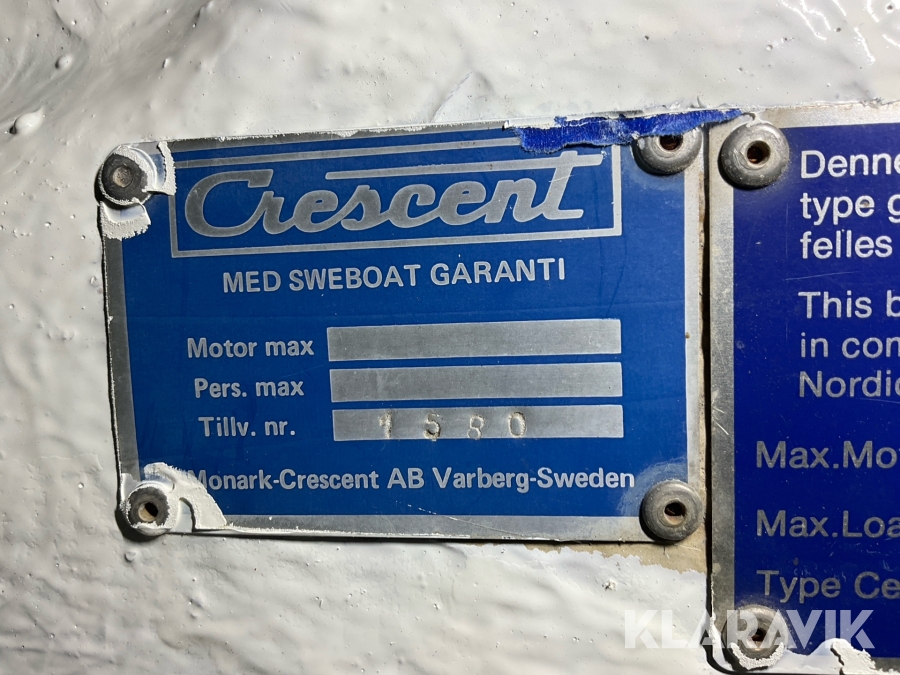 Crescent
MED SWEBOAT GARANTI
Motor max
Pers. max
Tillv. nr. 1580
Monark-Crescent AB Varberg-Sweden
Denne
type g
felles
This b
in com
Nordic
Max.Mo
Max.Loa
Type Ce
KLARAVIK